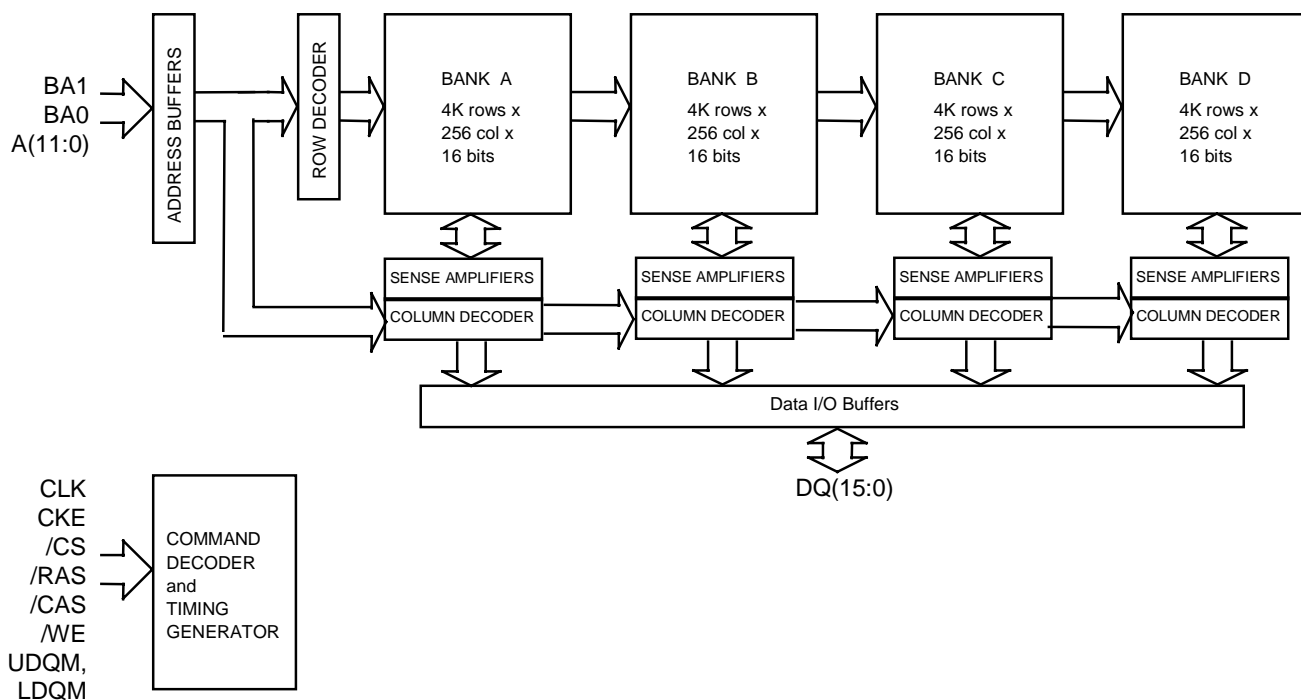 BA1
BA0
A(11:0)
ADDRESS BUFFERS
ROW DECODER
BANK A
4K rows x
256 col x
16 bits
BANK B
4K rows x
256 col x
16 bits
BANK C
4K rows x
256 col x
16 bits
BANK D
4K rows x
256 col x
16 bits
SENSE AMPLIFIERS
COLUMN DECODER
SENSE AMPLIFIERS
COLUMN DECODER
SENSE AMPLIFIERS
COLUMN DECODER
SENSE AMPLIFIERS
COLUMN DECODER
Data I/O Buffers
DQ(15:0)
CLK
CKE
/CS
/RAS
/CAS
/WE
UDQM,
LDQM
COMMAND
DECODER
and
TIMING
GENERATOR